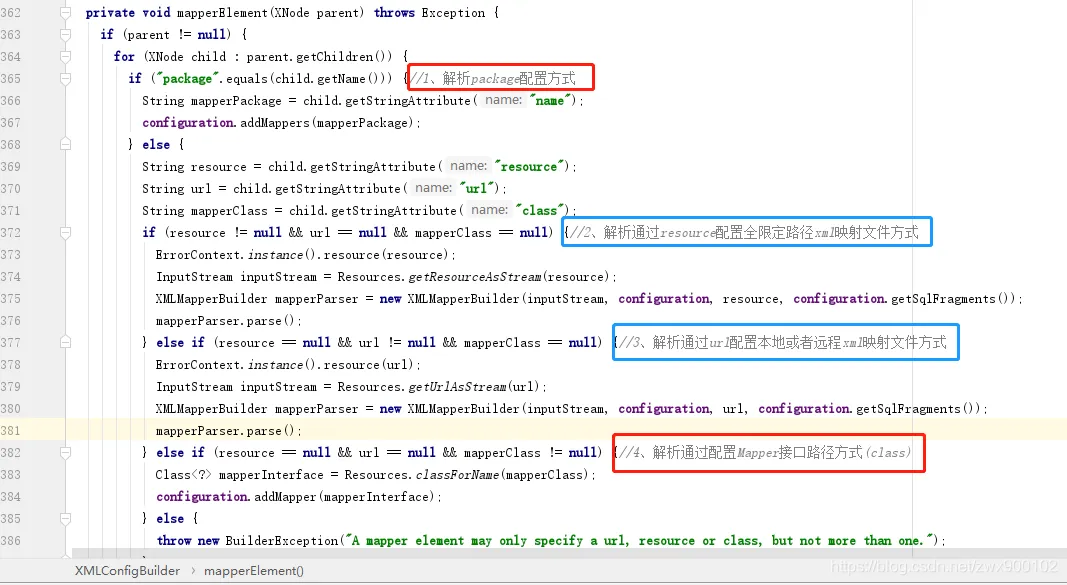 362 private void mapperElement(XNode parent) throws Exception {
363 if (parent != null) {
364 for (XNode child : parent.getChildren()) {
365 if ("package".equals(child.getName())) {//1、解析package配置方式
366 String mapperPackage = child.getStringAttribute( name: "name");
367 configuration.addMappers(mapperPackage);
368 } else {
369 String resource = child.getStringAttribute( name: "resource");
370 String url = child.getStringAttribute( name: "url");
371 String mapperClass = child.getStringAttribute( name: "class");
372 if (resource != null && url == null && mapperClass == null) {//2、解析通过resource配置全限定路径xml映射文件方式
373 ErrorContext.instance().resource(resource);
374 InputStream inputStream = Resources.getResourceAsStream(resource);
375 XMLMapperBuilder mapperParser = new XMLMapperBuilder(inputStream, configuration, resource, configuration.getSqlFragments());
376 mapperParser.parse();
377 } else if (resource == null && url != null && mapperClass == null) {//3、解析通过url配置本地或者远程xml映射文件方式
378 ErrorContext.instance().resource(url);
379 InputStream inputStream = Resources.getUrlAsStream(url);
380 XMLMapperBuilder mapperParser = new XMLMapperBuilder(inputStream, configuration, url, configuration.getSqlFragments());
381 mapperParser.parse();
382 } else if (resource == null && url == null && mapperClass != null) {//4、解析通过配置Mapper接口路径方式(class)
383 Class<?> mapperInterface = Resources.classForName(mapperClass);
384 configuration.addMapper(mapperInterface);
385 } else {
386 throw new BuilderException("A mapper element may only specify a url, resource or class, but not more than one.");
XMLConfigBuilder › mapperElement()
https://blog.csdn.net/zwx900102